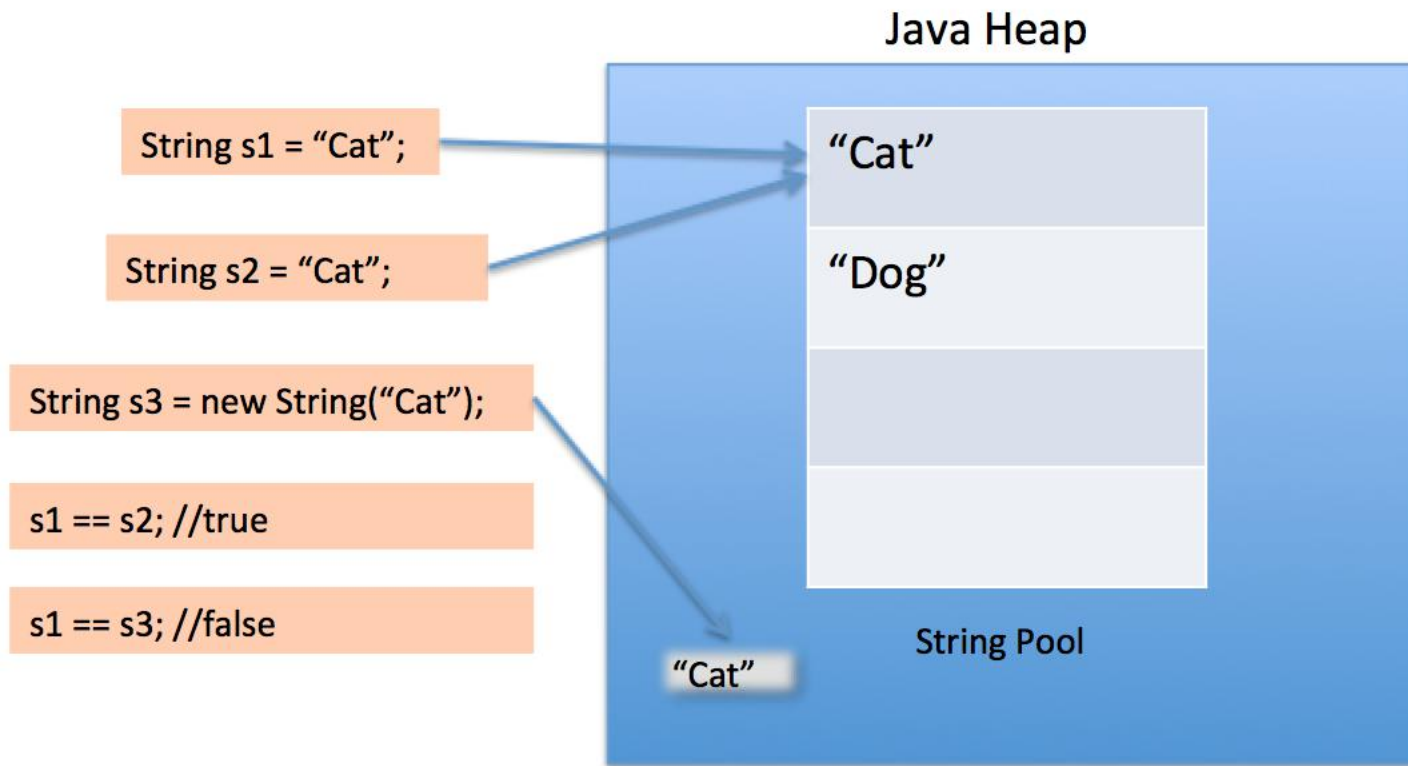 Java Heap
String s1 = “Cat”;
“Cat”
String s2 = “Cat”;
“Dog”
String s3 = new String(“Cat”);
s1 == s2; //true
s1 == s3; //false
String Pool
“Cat”